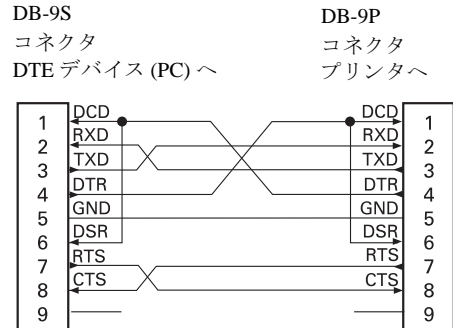 DB-9S
コネクタ
DTE デバイス (PC) へ
DB-9P
コネクタ
プリンタへ
1 DCD DCD 1
2 RXD RXD 2
3 TXD TXD 3
4 DTR DTR 4
5 GND GND 5
6 DSR DSR 6
7 RTS RTS 7
8 CTS CTS 8
9 9